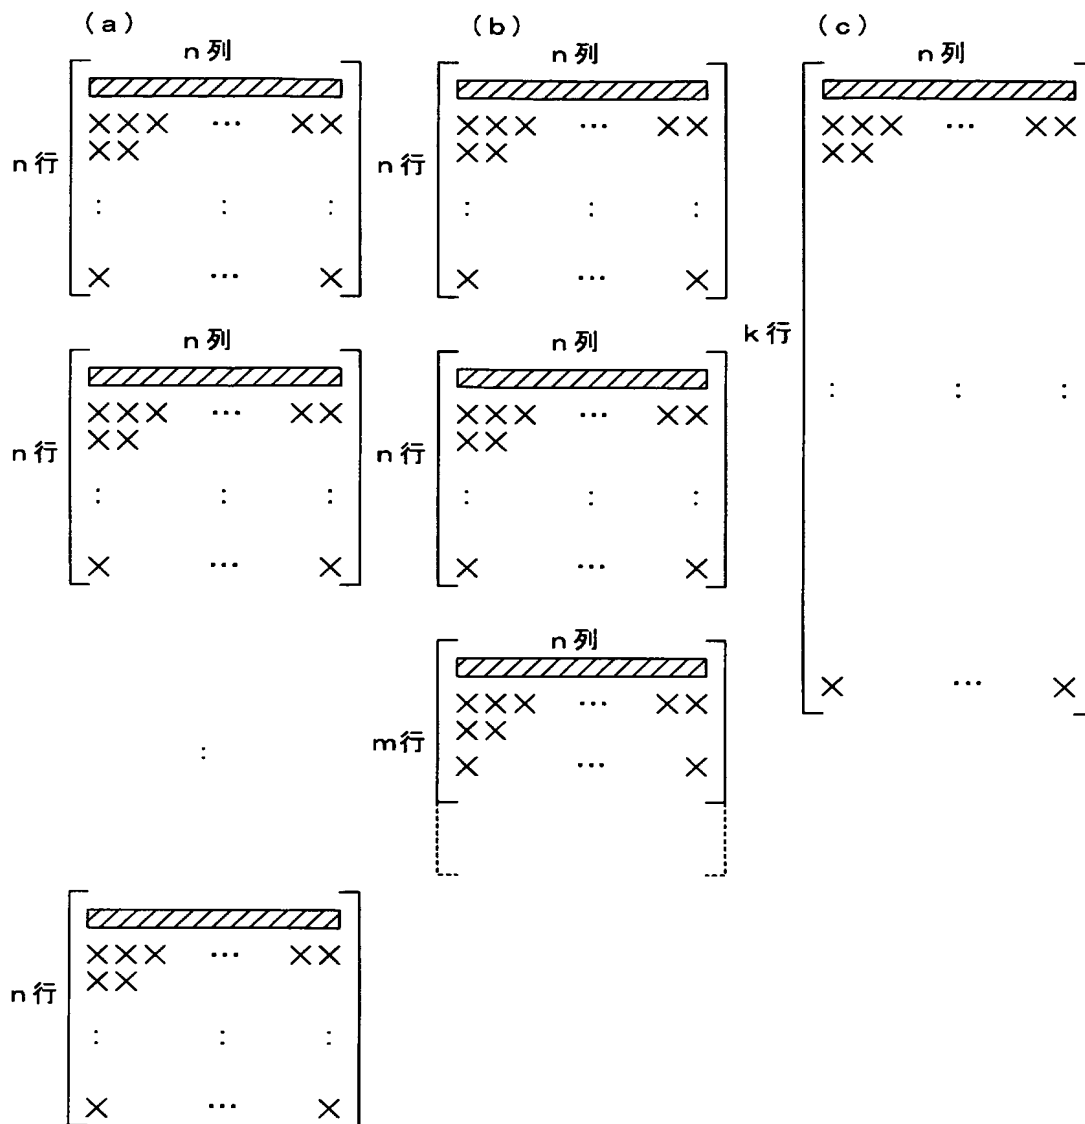 (a)
n列
n行
××× … ××
××
: : :
× … ×
n列
n行
××× … ××
××
: : :
× … ×
:
n行
××× … ××
××
: : :
× … ×
(b)
n列
n行
××× … ××
××
: : :
× … ×
n列
n行
××× … ××
××
: : :
× … ×
n列
m行
××× … ××
××
× … ×
(c)
n列
k行
××× … ××
××
: : :
× … ×